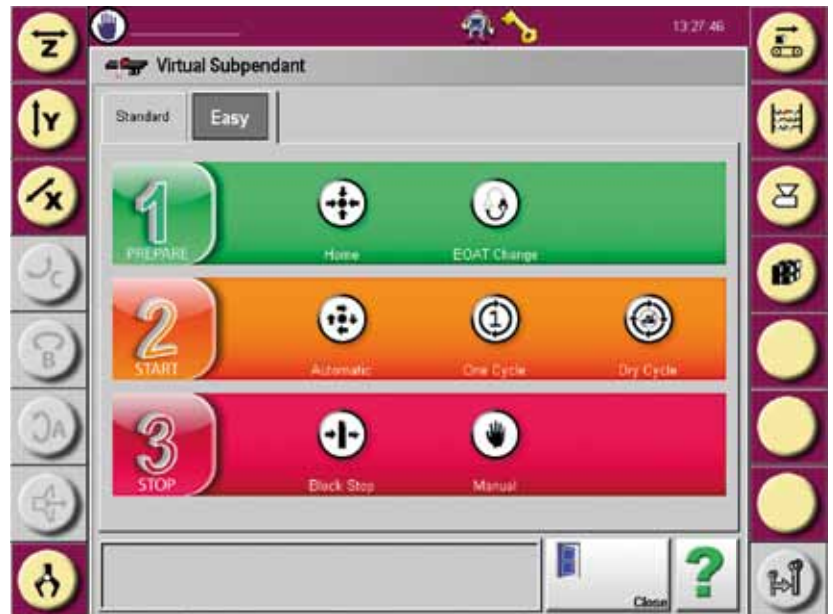 13:27:46
Z
Virtual Subpendant
Y
Standard Easy
X
1
PREPARE
Home EOAT Change
C
2
START
Automatic 1 One Cycle Dry Cycle
B
3
STOP
Block Stop Manual
A
Close ?